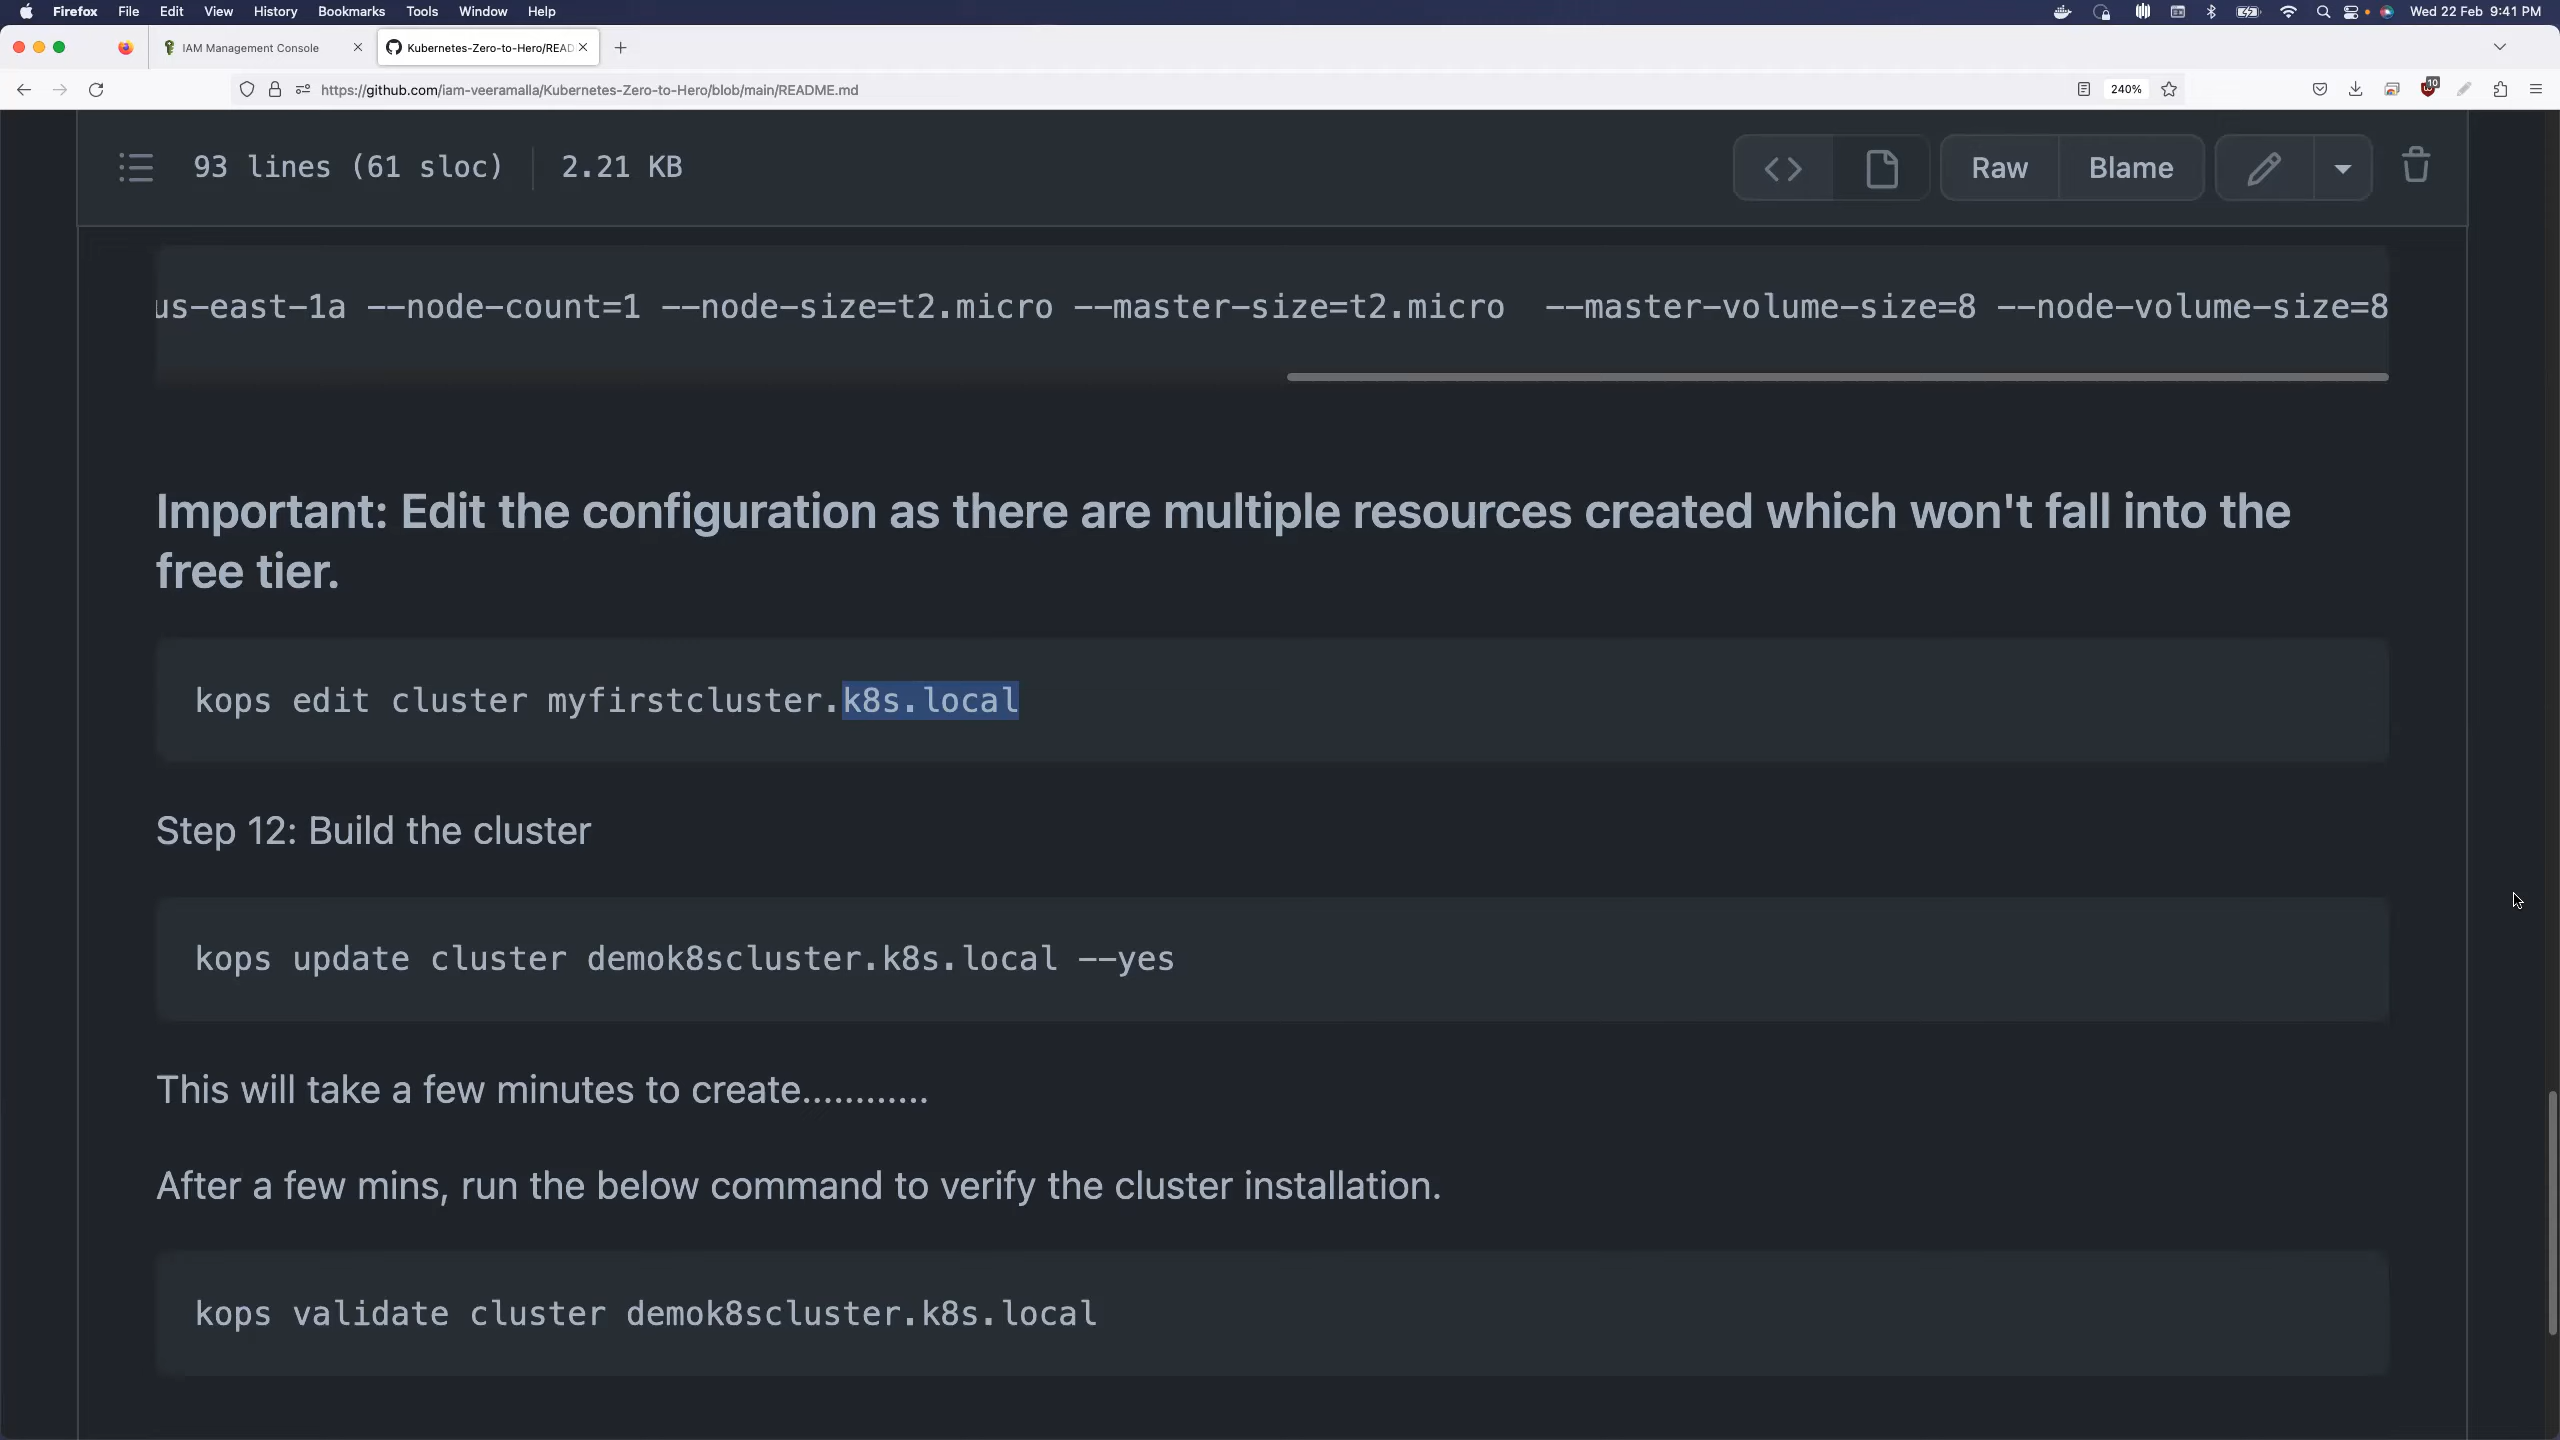 Firefox File Edit View History Bookmarks Tools Window Help Wed 22 Feb 9:41 PM
IAM Management Console Kubernetes-Zero-to-Hero/READ
https://github.com/iam-veeramalla/Kubernetes-Zero-to-Hero/blob/main/README.md 240% 10
93 lines (61 sloc) 2.21 KB Raw Blame
us-east-1a --node-count=1 --node-size=t2.micro --master-size=t2.micro  --master-volume-size=8 --node-volume-size=8
Important: Edit the configuration as there are multiple resources created which won't fall into the
free tier.
kops edit cluster myfirstcluster.k8s.local
Step 12: Build the cluster
kops update cluster demok8scluster.k8s.local --yes
This will take a few minutes to create............
After a few mins, run the below command to verify the cluster installation.
kops validate cluster demok8scluster.k8s.local